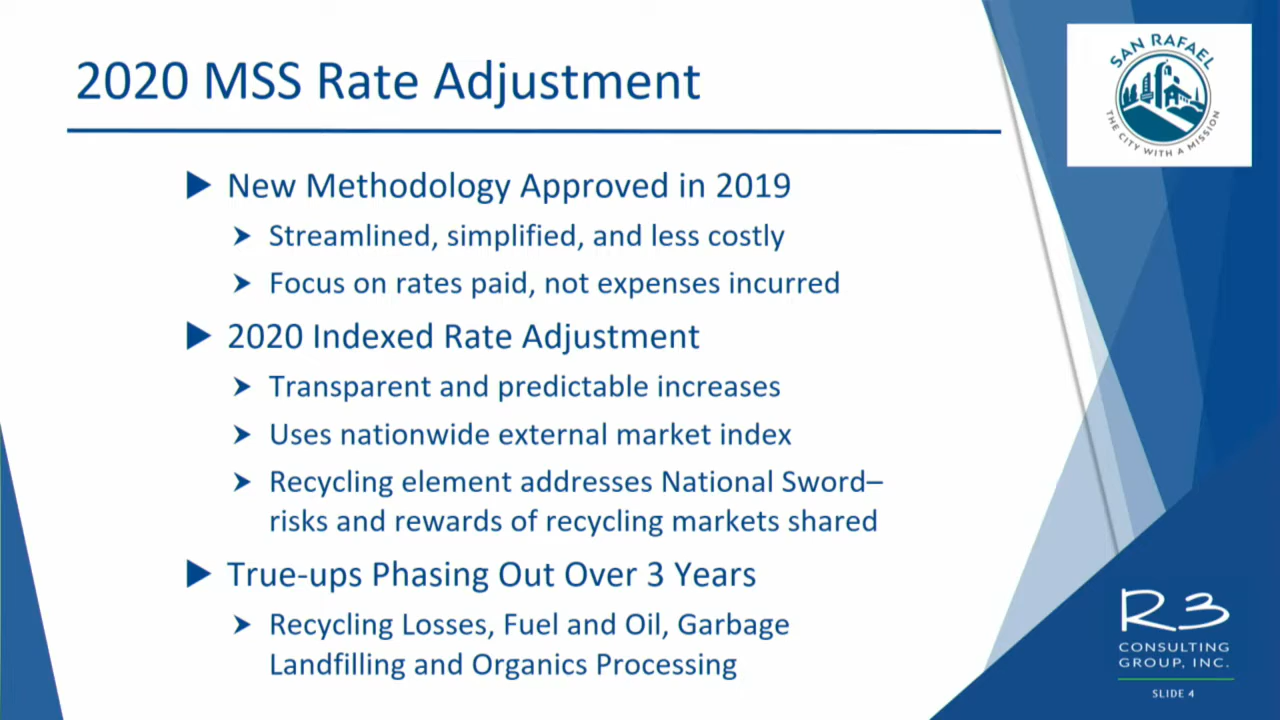 2020 MSS Rate Adjustment
SAN RAFAEL
THE CITY WITH A MISSION
New Methodology Approved in 2019
Streamlined, simplified, and less costly
Focus on rates paid, not expenses incurred
2020 Indexed Rate Adjustment
Transparent and predictable increases
Uses nationwide external market index
Recycling element addresses National Sword–
risks and rewards of recycling markets shared
True-ups Phasing Out Over 3 Years
Recycling Losses, Fuel and Oil, Garbage
Landfilling and Organics Processing
R3
CONSULTING
GROUP, INC.
SLIDE 4